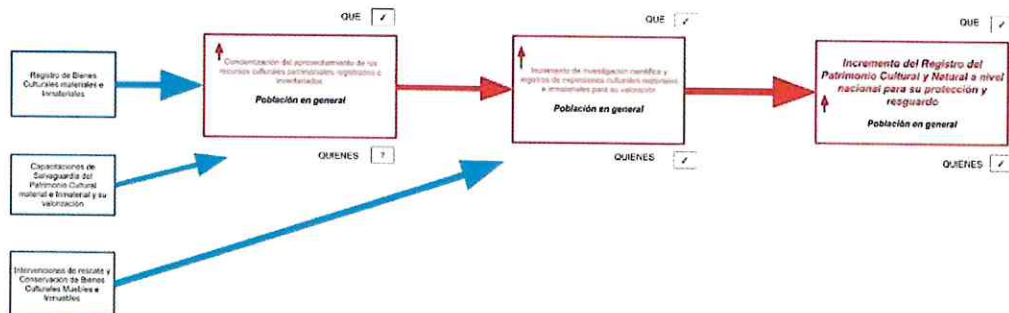 QUE ✓
Registro de Bienes
Culturales materiales e
Inmateriales
Concientización del aprovechamiento de los
recursos culturales patrimoniales registrados e
inventariados
Población en general
QUIENES ?
QUE ✓
Incremento de investigación científica y
registros de expresiones culturales materiales
e inmateriales para su valoración
Población en general
QUIENES ✓
QUE ✓
Incremento del Registro del
Patrimonio Cultural y Natural a nivel
nacional para su protección y
resguardo
Población en general
QUIENES ✓
Capacitaciones de
Salvaguardia del
Patrimonio Cultural
material e Inmaterial y su
valorización
Intervenciones de rescate y
Conservación de Bienes
Culturales Muebles e
Inmuebles